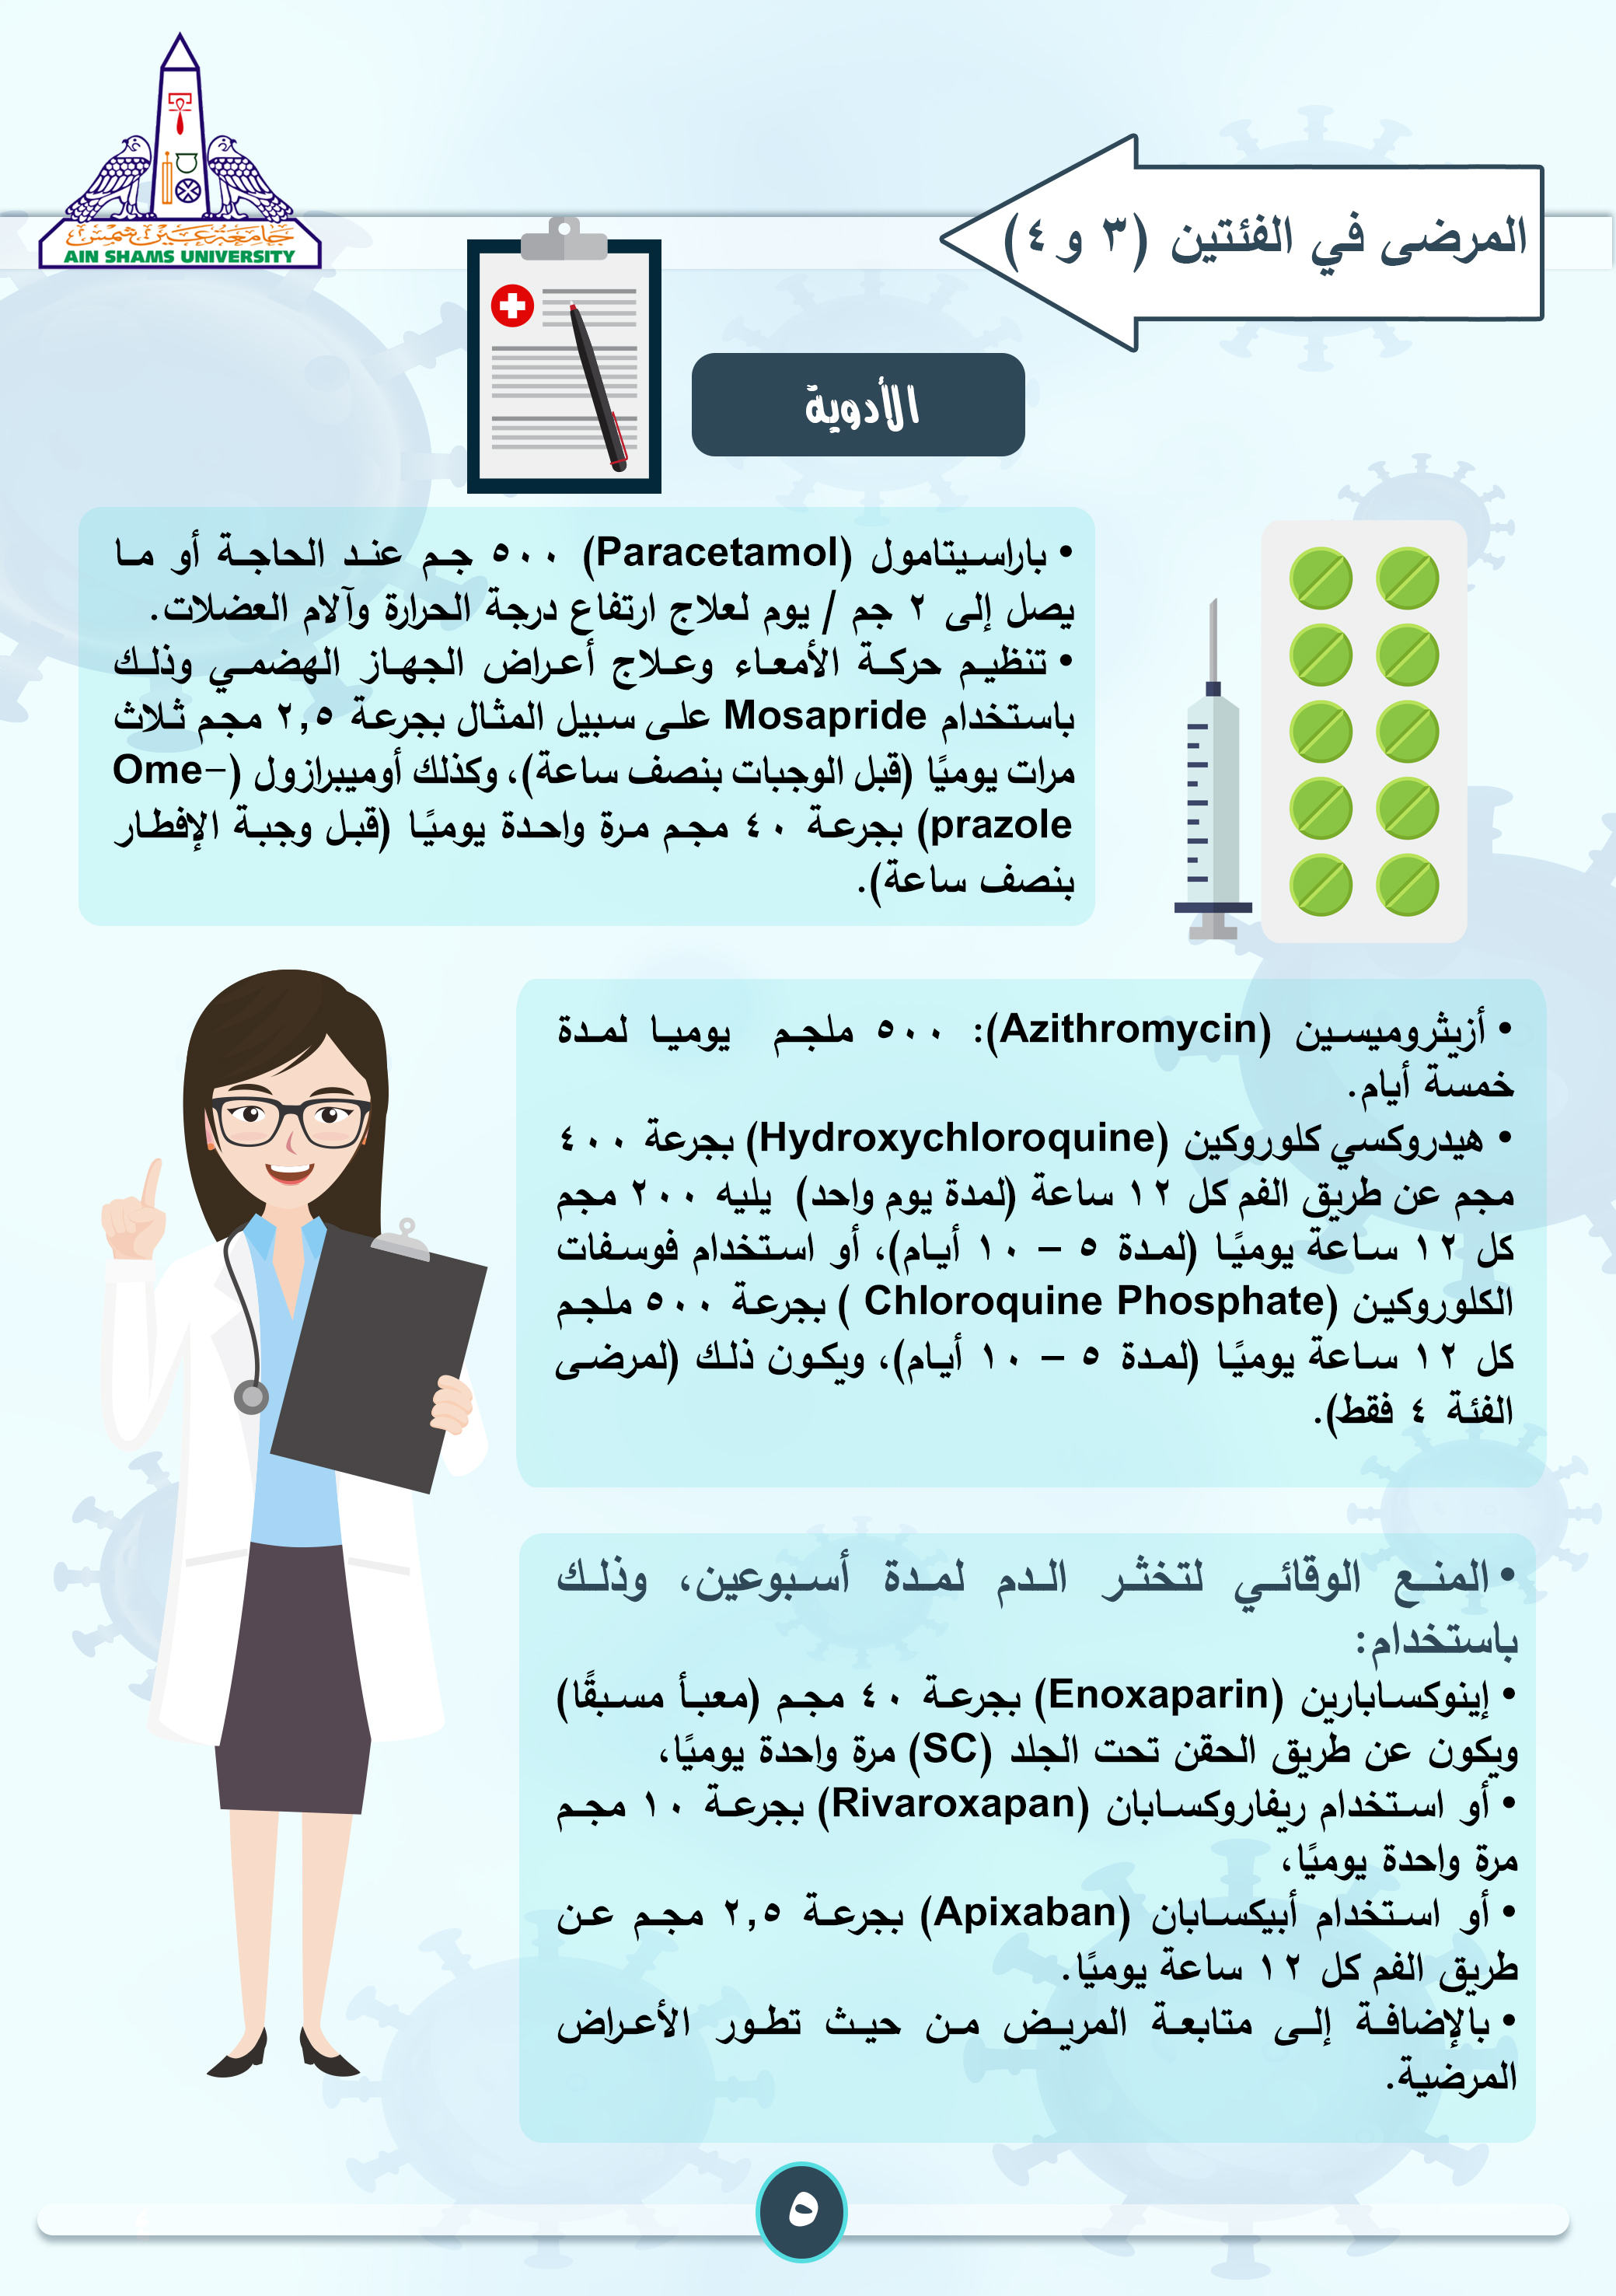 جامعة عين شمس
AIN SHAMS UNIVERSITY
المرضى في الفئتين (٣ و ٤)
الأدوية
• باراسيتامول (Paracetamol) ٥٠٠ جم عند الحاجة أو ما
يصل إلى ٢ جم / يوم لعلاج ارتفاع درجة الحرارة وآلام العضلات.
• تنظيم حركة الأمعاء وعلاج أعراض الجهاز الهضمي وذلك
باستخدام Mosapride على سبيل المثال بجرعة ٢,٥ مجم ثلاث
مرات يوميًا (قبل الوجبات بنصف ساعة)، وكذلك أوميبرازول (Ome-
prazole) بجرعة ٤٠ مجم مرة واحدة يوميًا (قبل وجبة الإفطار
بنصف ساعة).
• أزيثروميسين (Azithromycin): ٥٠٠ ملجم يوميا لمدة
خمسة أيام.
• هيدروكسي كلوروكين (Hydroxychloroquine) بجرعة ٤٠٠
مجم عن طريق الفم كل ١٢ ساعة (لمدة يوم واحد) يليه ٢٠٠ مجم
كل ١٢ ساعة يوميًا (لمدة ٥ – ١٠ أيام)، أو استخدام فوسفات
الكلوروكين (Chloroquine Phosphate ) بجرعة ٥٠٠ ملجم
كل ١٢ ساعة يوميًا (لمدة ٥ – ١٠ أيام)، ويكون ذلك (لمرضى
الفئة ٤ فقط).
• المنع الوقائي لتخثر الدم لمدة أسبوعين، وذلك
باستخدام:
• إينوكسابارين (Enoxaparin) بجرعة ٤٠ مجم (معبأ مسبقًا)
ويكون عن طريق الحقن تحت الجلد (SC) مرة واحدة يوميًا،
• أو استخدام ريفاروكسابان (Rivaroxapan) بجرعة ١٠ مجم
مرة واحدة يوميًا،
• أو استخدام أبيكسابان (Apixaban) بجرعة ٢,٥ مجم عن
طريق الفم كل ١٢ ساعة يوميًا.
• بالإضافة إلى متابعة المريض من حيث تطور الأعراض
المرضية.
٥